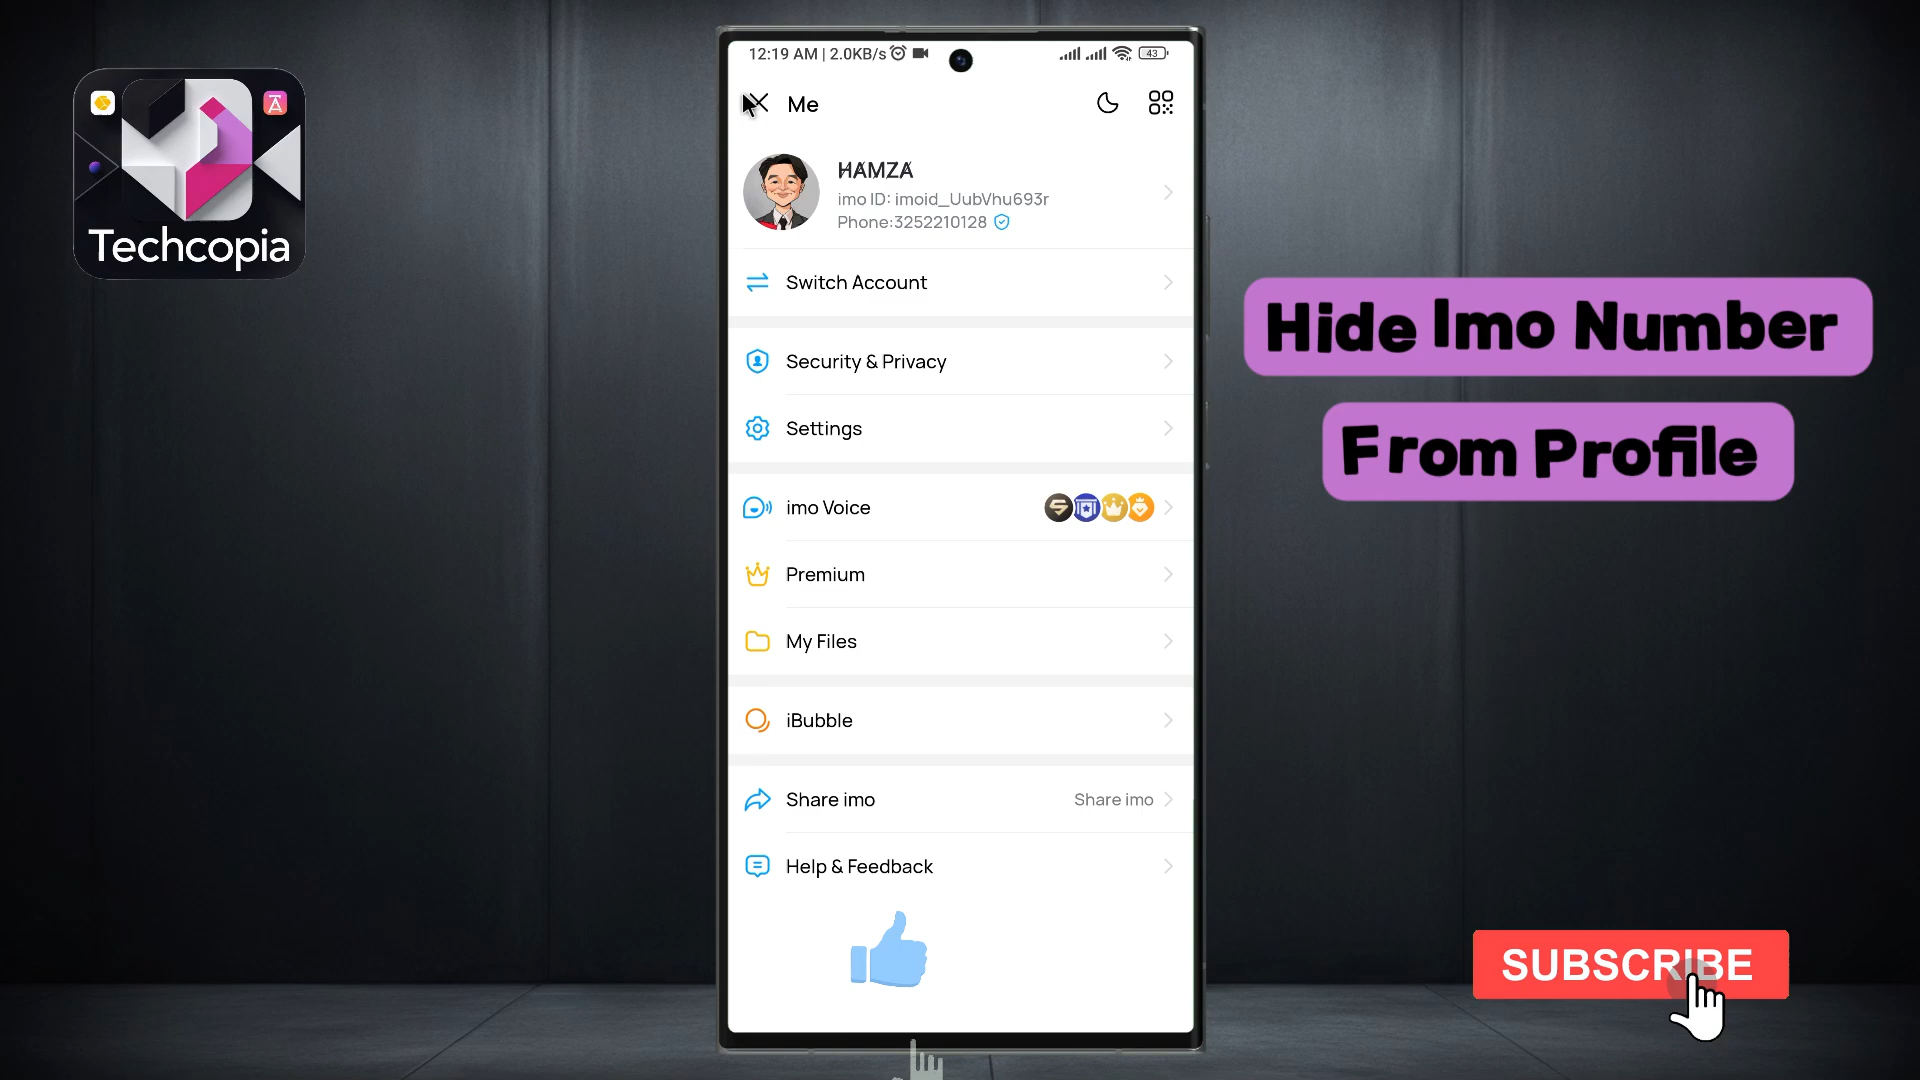 12:19 AM | 2.0KB/s
43
Me
HAMZA
imo ID: imoid_UubVhu693r
Phone:3252210128
Switch Account
Security & Privacy
Settings
imo Voice
Premium
My Files
iBubble
Share imo Share imo
Help & Feedback
Techcopia
Hide Imo Number
From Profile
SUBSCRIBE